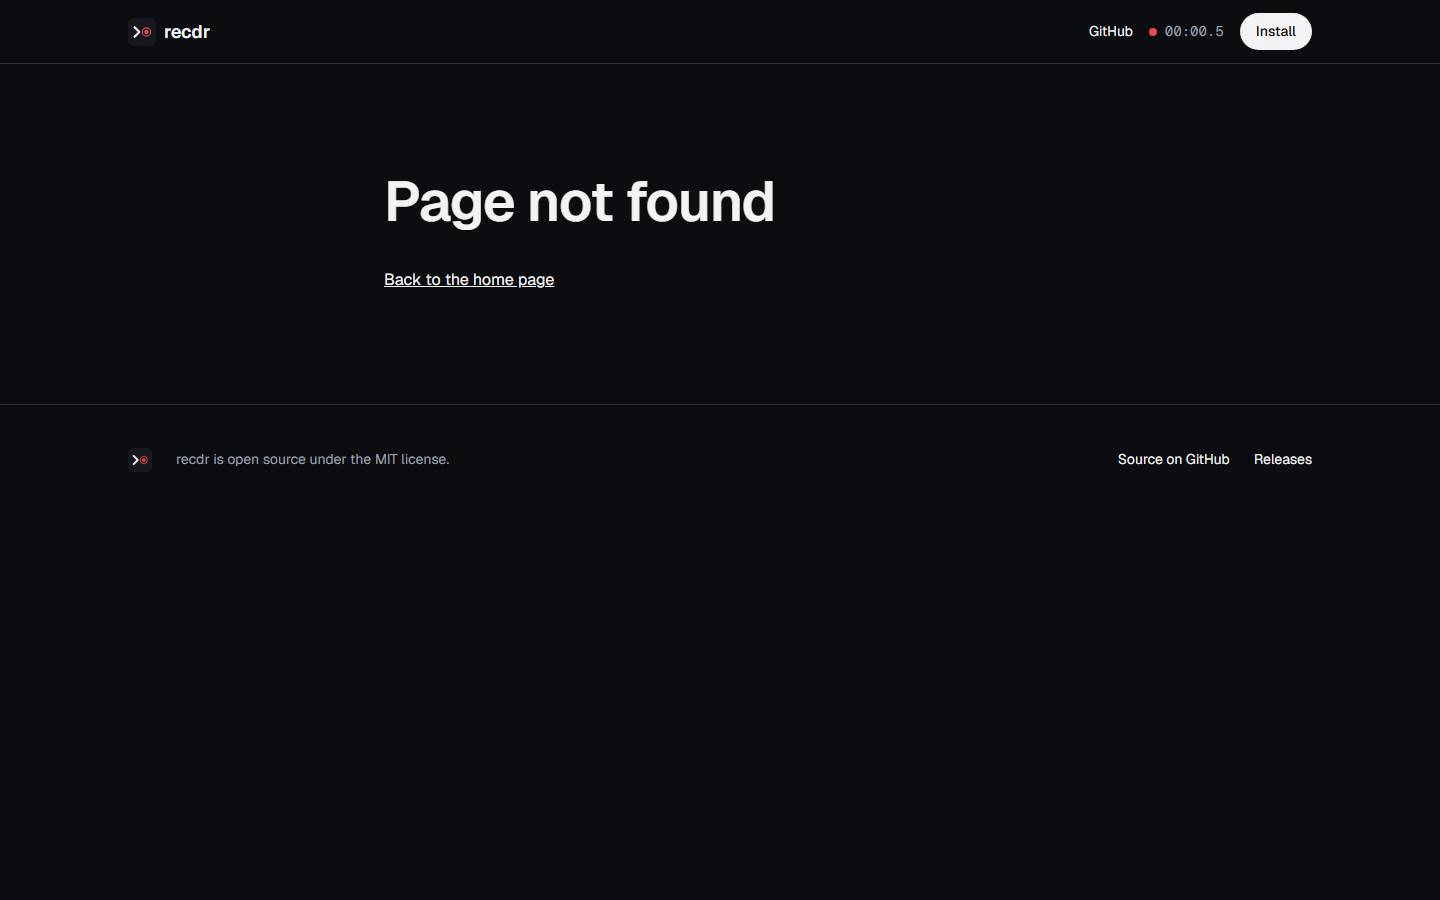 recdr
GitHub
00:00.5
Install
Page not found
Back to the home page
recdr is open source under the MIT license.
Source on GitHub
Releases